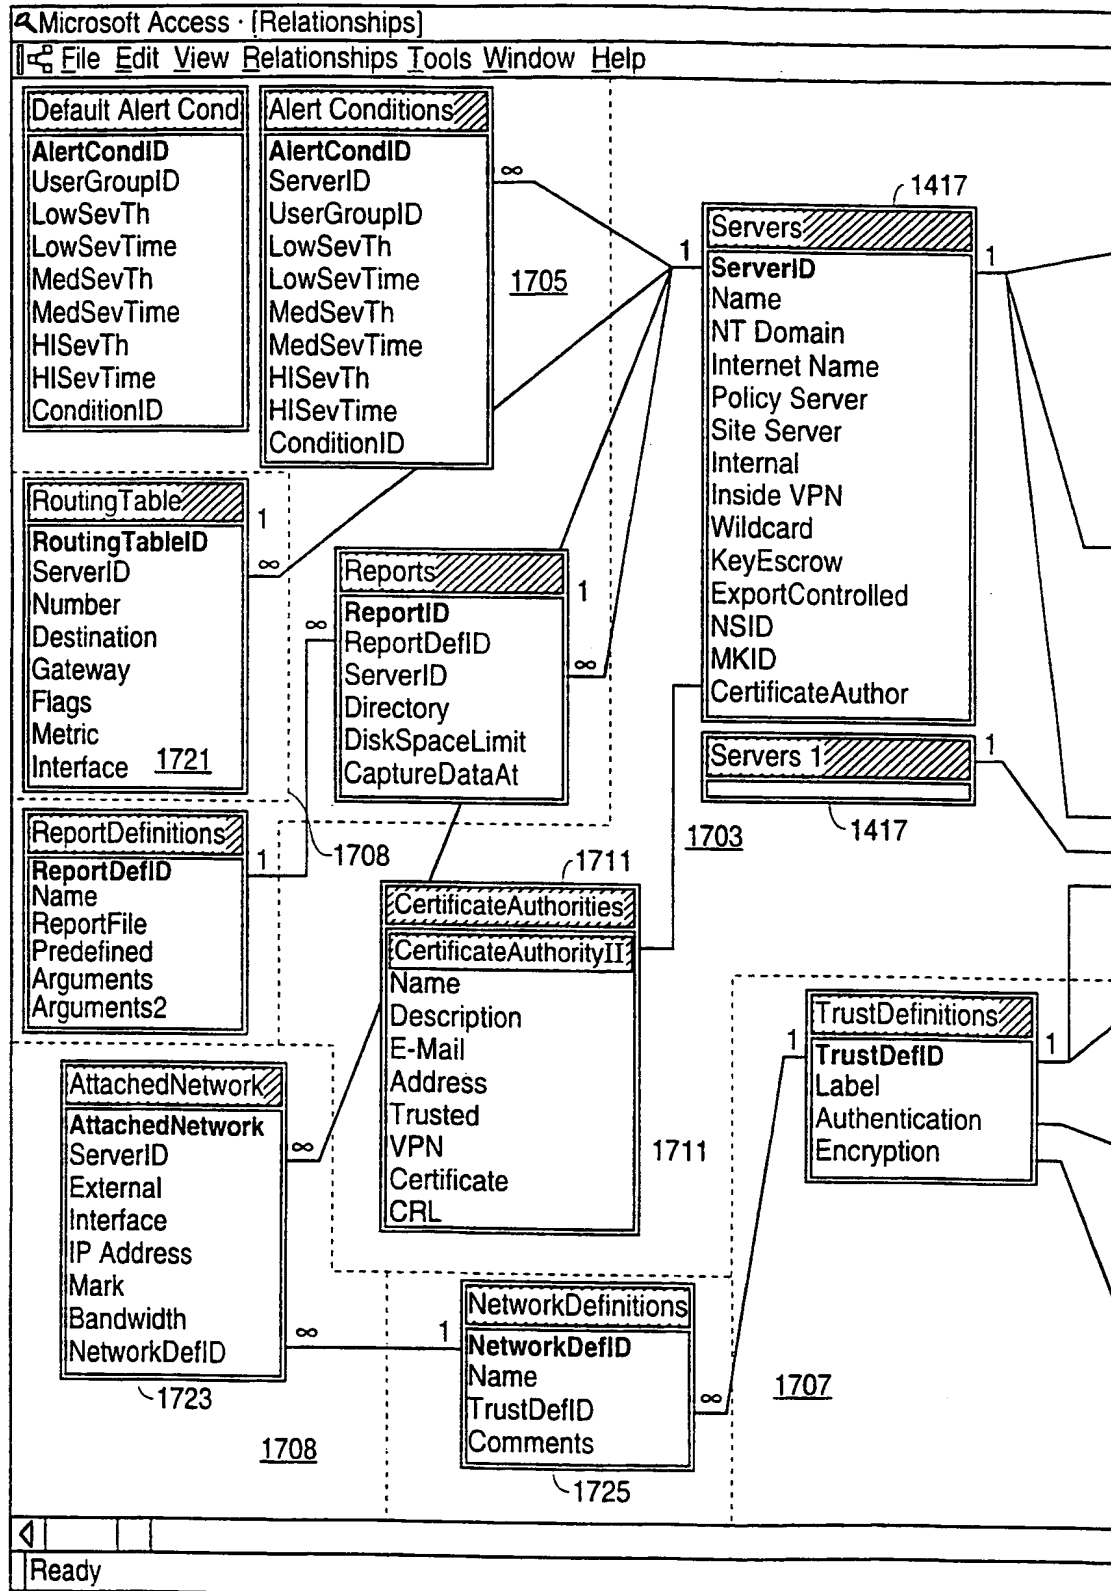 Microsoft Access · [Relationships]
File Edit View Relationships Tools Window Help
Default Alert Cond
AlertCondID
UserGroupID
LowSevTh
LowSevTime
MedSevTh
MedSevTime
HISevTh
HISevTime
ConditionID
Alert Conditions
AlertCondID
ServerID
UserGroupID
LowSevTh
LowSevTime
MedSevTh
MedSevTime
HISevTh
HISevTime
ConditionID
∞
1705
1417
1
Servers
ServerID
Name
NT Domain
Internet Name
Policy Server
Site Server
Internal
Inside VPN
Wildcard
KeyEscrow
ExportControlled
NSID
MKID
CertificateAuthor
1
Servers 1
1
1417
RoutingTable
RoutingTableID
ServerID
Number
Destination
Gateway
Flags
Metric
Interface
1721
1
∞
Reports
ReportID
ReportDefID
ServerID
Directory
DiskSpaceLimit
CaptureDataAt
∞
1
∞
1708
1703
ReportDefinitions
ReportDefID
Name
ReportFile
Predefined
Arguments
Arguments2
1
1711
CertificateAuthorities
CertificateAuthorityII
Name
Description
E-Mail
Address
Trusted
VPN
Certificate
CRL
1711
TrustDefinitions
TrustDefID
Label
Authentication
Encryption
1
1
AttachedNetwork
AttachedNetwork
ServerID
External
Interface
IP Address
Mark
Bandwidth
NetworkDefID
∞
∞
1723
1
NetworkDefinitions
NetworkDefID
Name
TrustDefID
Comments
∞
1707
1708
1725
Ready